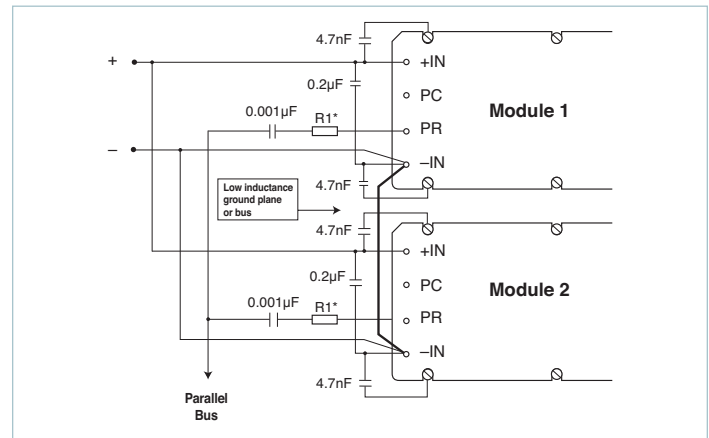 4.7nF
+
+IN
0.2µF
PC
Module 1
0.001µF
R1*
PR
–
–IN
4.7nF
Low inductance
ground plane
or bus
4.7nF
+IN
0.2µF
PC
Module 2
0.001µF
R1*
PR
–IN
4.7nF
Parallel
Bus